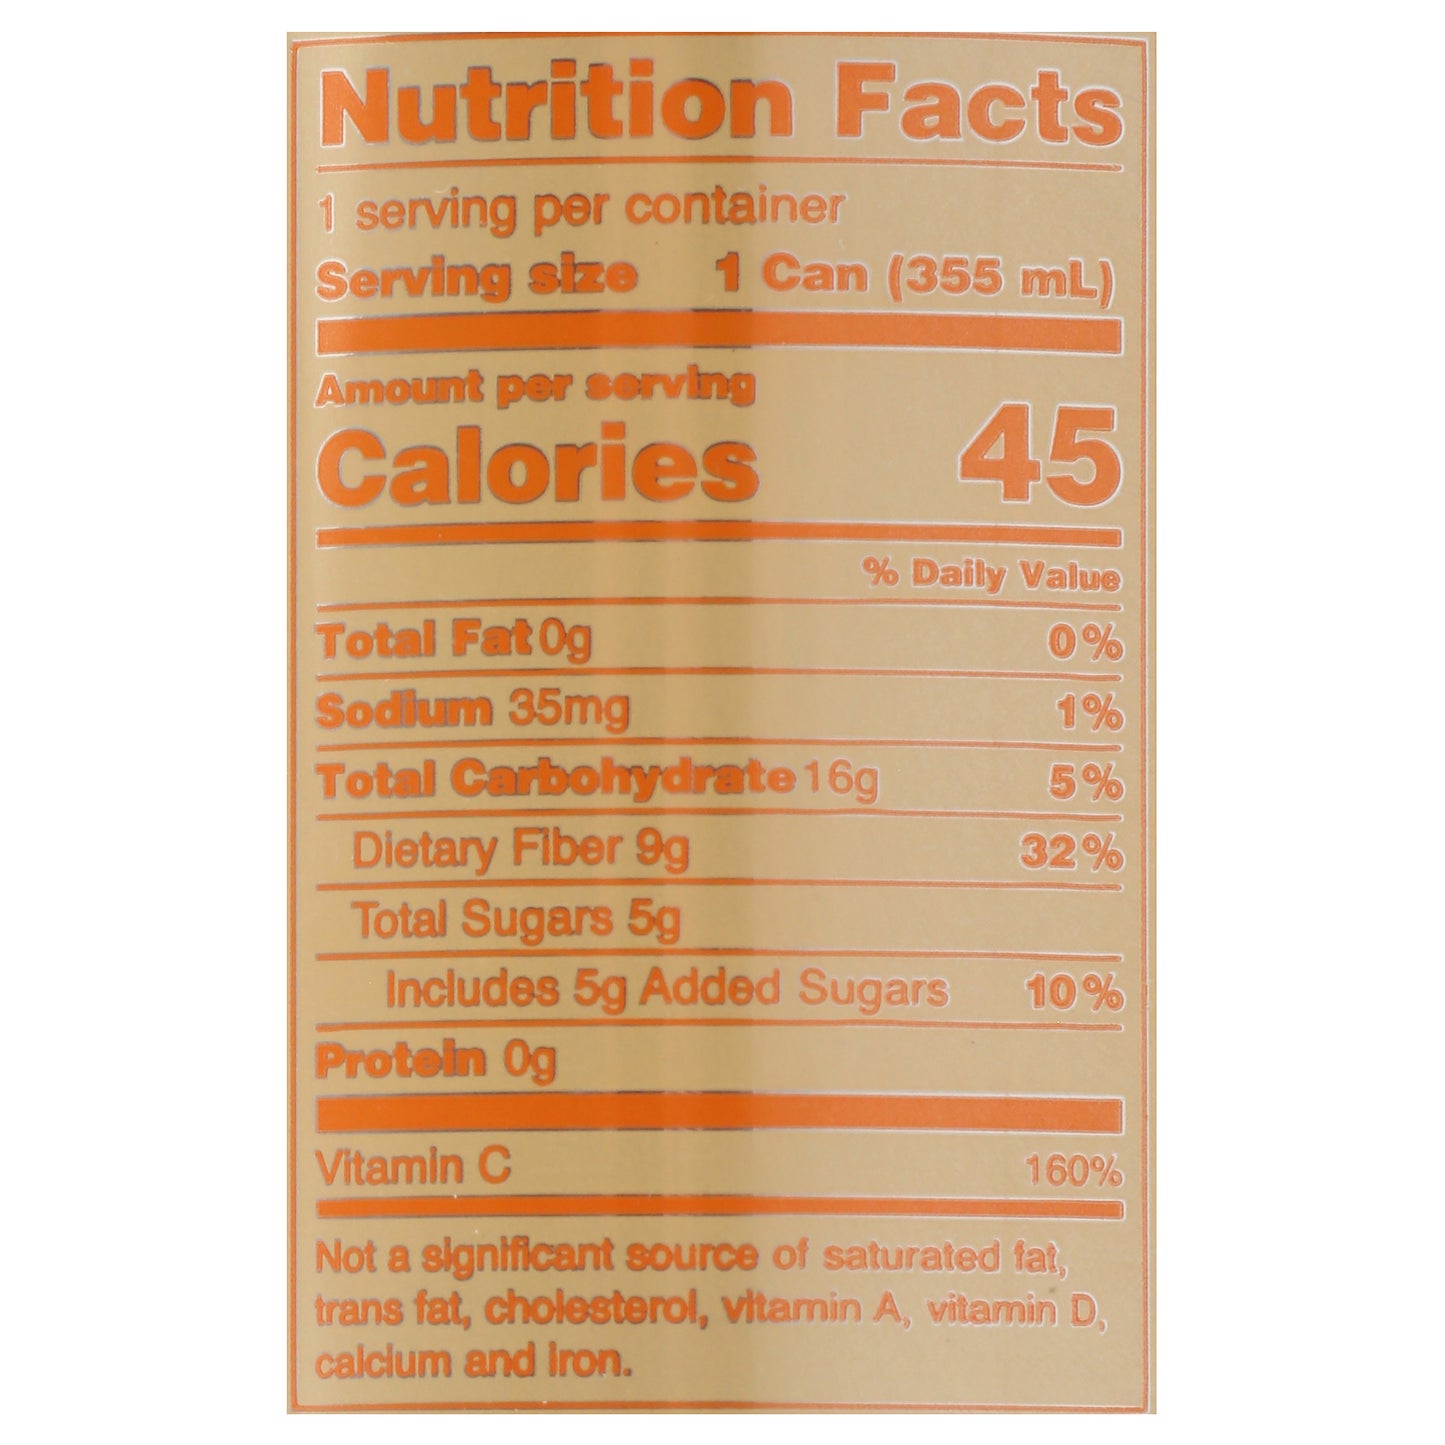 Nutrition Facts
1 serving per container
Serving size 1 Can (355 mL)
Amount per serving
Calories 45
% Daily Value
Total Fat 0g 0%
Sodium 35mg 1%
Total Carbohydrate 16g 5%
Dietary Fiber 9g 32%
Total Sugars 5g
Includes 5g Added Sugars 10%
Protein 0g
Vitamin C 160%
Not a significant source of saturated fat,
trans fat, cholesterol, vitamin A, vitamin D,
calcium and iron.